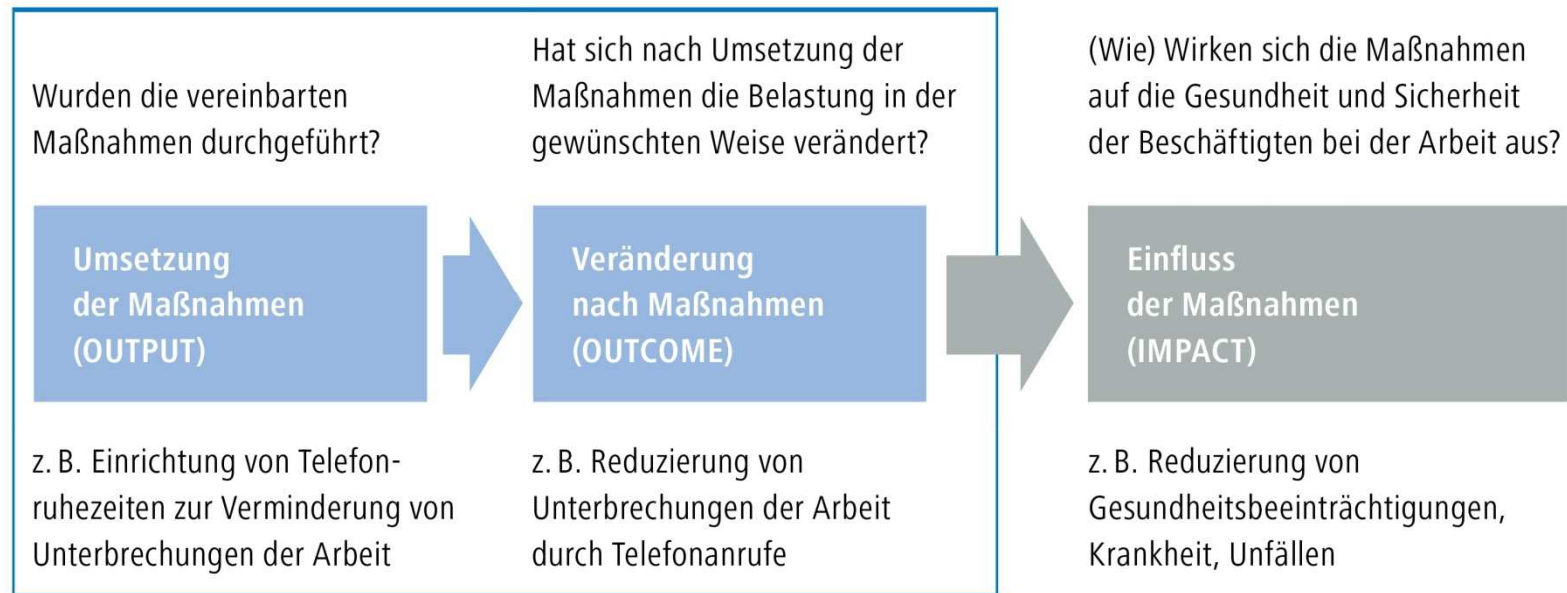 Wurden die vereinbarten
Maßnahmen durchgeführt?
Umsetzung
der Maßnahmen
(OUTPUT)
z. B. Einrichtung von Telefon-
ruhezeiten zur Verminderung von
Unterbrechungen der Arbeit
Hat sich nach Umsetzung der
Maßnahmen die Belastung in der
gewünschten Weise verändert?
Veränderung
nach Maßnahmen
(OUTCOME)
z. B. Reduzierung von
Unterbrechungen der Arbeit
durch Telefonanrufe
(Wie) Wirken sich die Maßnahmen
auf die Gesundheit und Sicherheit
der Beschäftigten bei der Arbeit aus?
Einfluss
der Maßnahmen
(IMPACT)
z. B. Reduzierung von
Gesundheitsbeeinträchtigungen,
Krankheit, Unfällen